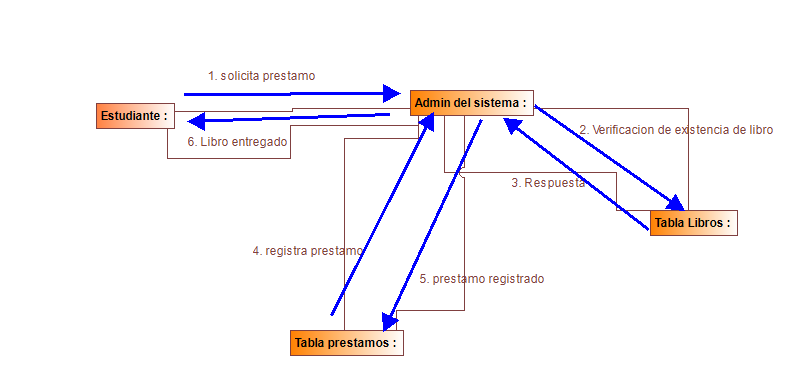 1. solicita prestamo
Estudiante :
Admin del sistema :
2. Verificacion de existencia de libro
6. Libro entregado
3. Respuesta
Tabla Libros :
4. registra prestamo
5. prestamo registrado
Tabla prestamos :